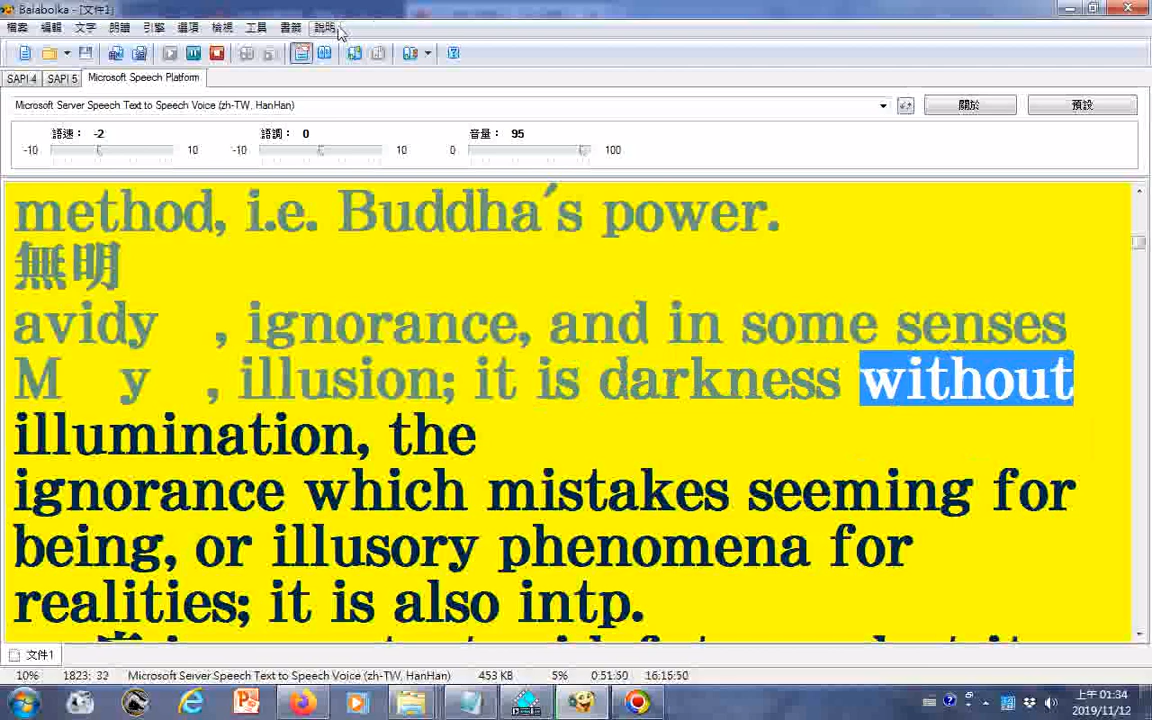 Balabolka - [文件1]
檔案 編輯 文字 朗讀 引擎 選項 檢視 工具 書籤 說明
SAPI 4 SAPI 5 Microsoft Speech Platform
Microsoft Server Speech Text to Speech Voice (zh-TW, HanHan) 關於 預設
語速： -2 語調： 0 音量： 95
-10 10 -10 10 0 100
method, i.e. Buddha´s power.
無明
avidy , ignorance, and in some senses
M y , illusion; it is darkness without
illumination, the
ignorance which mistakes seeming for
being, or illusory phenomena for
realities; it is also intp.
文件1
10% 1823: 32 Microsoft Server Speech Text to Speech Voice (zh-TW, HanHan) 453 KB 5% 0:51:50 16:15:50
上午 01:34
2019/11/12